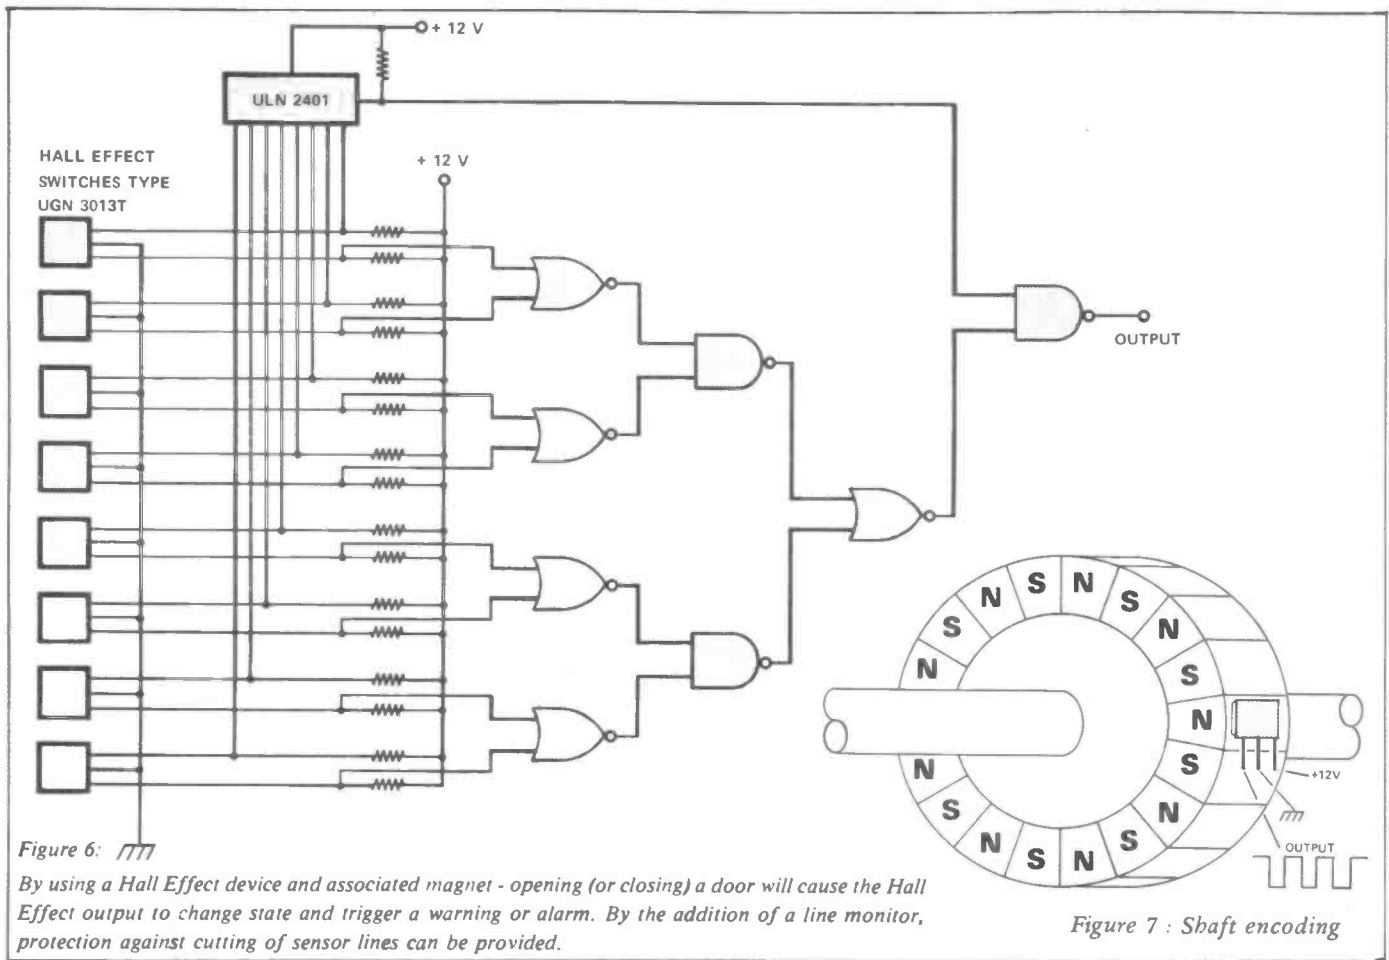 + 12 V
ULN 2401
HALL EFFECT
SWITCHES TYPE
UGN 3013T
+ 12 V
OUTPUT
N
S
N
S
N
S
N
S
N
S
N
S
N
S
N
S
N
+12V
OUTPUT
Figure 6:
By using a Hall Effect device and associated magnet - opening (or closing) a door will cause the Hall
Effect output to change state and trigger a warning or alarm. By the addition of a line monitor,
protection against cutting of sensor lines can be provided.
Figure 7 : Shaft encoding